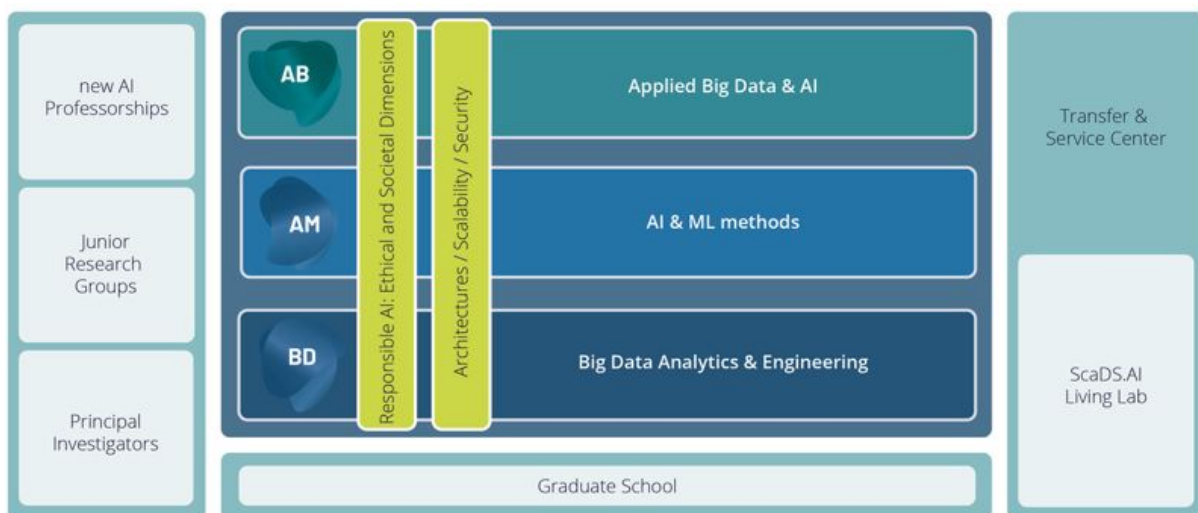 new AI
Professorships
Junior
Research
Groups
Principal
Investigators
AB
Applied Big Data & AI
AM
AI & ML methods
BD
Big Data Analytics & Engineering
Responsible AI: Ethical and Societal Dimensions
Architectures / Scalability / Security
Graduate School
Transfer &
Service Center
ScaDS.AI
Living Lab